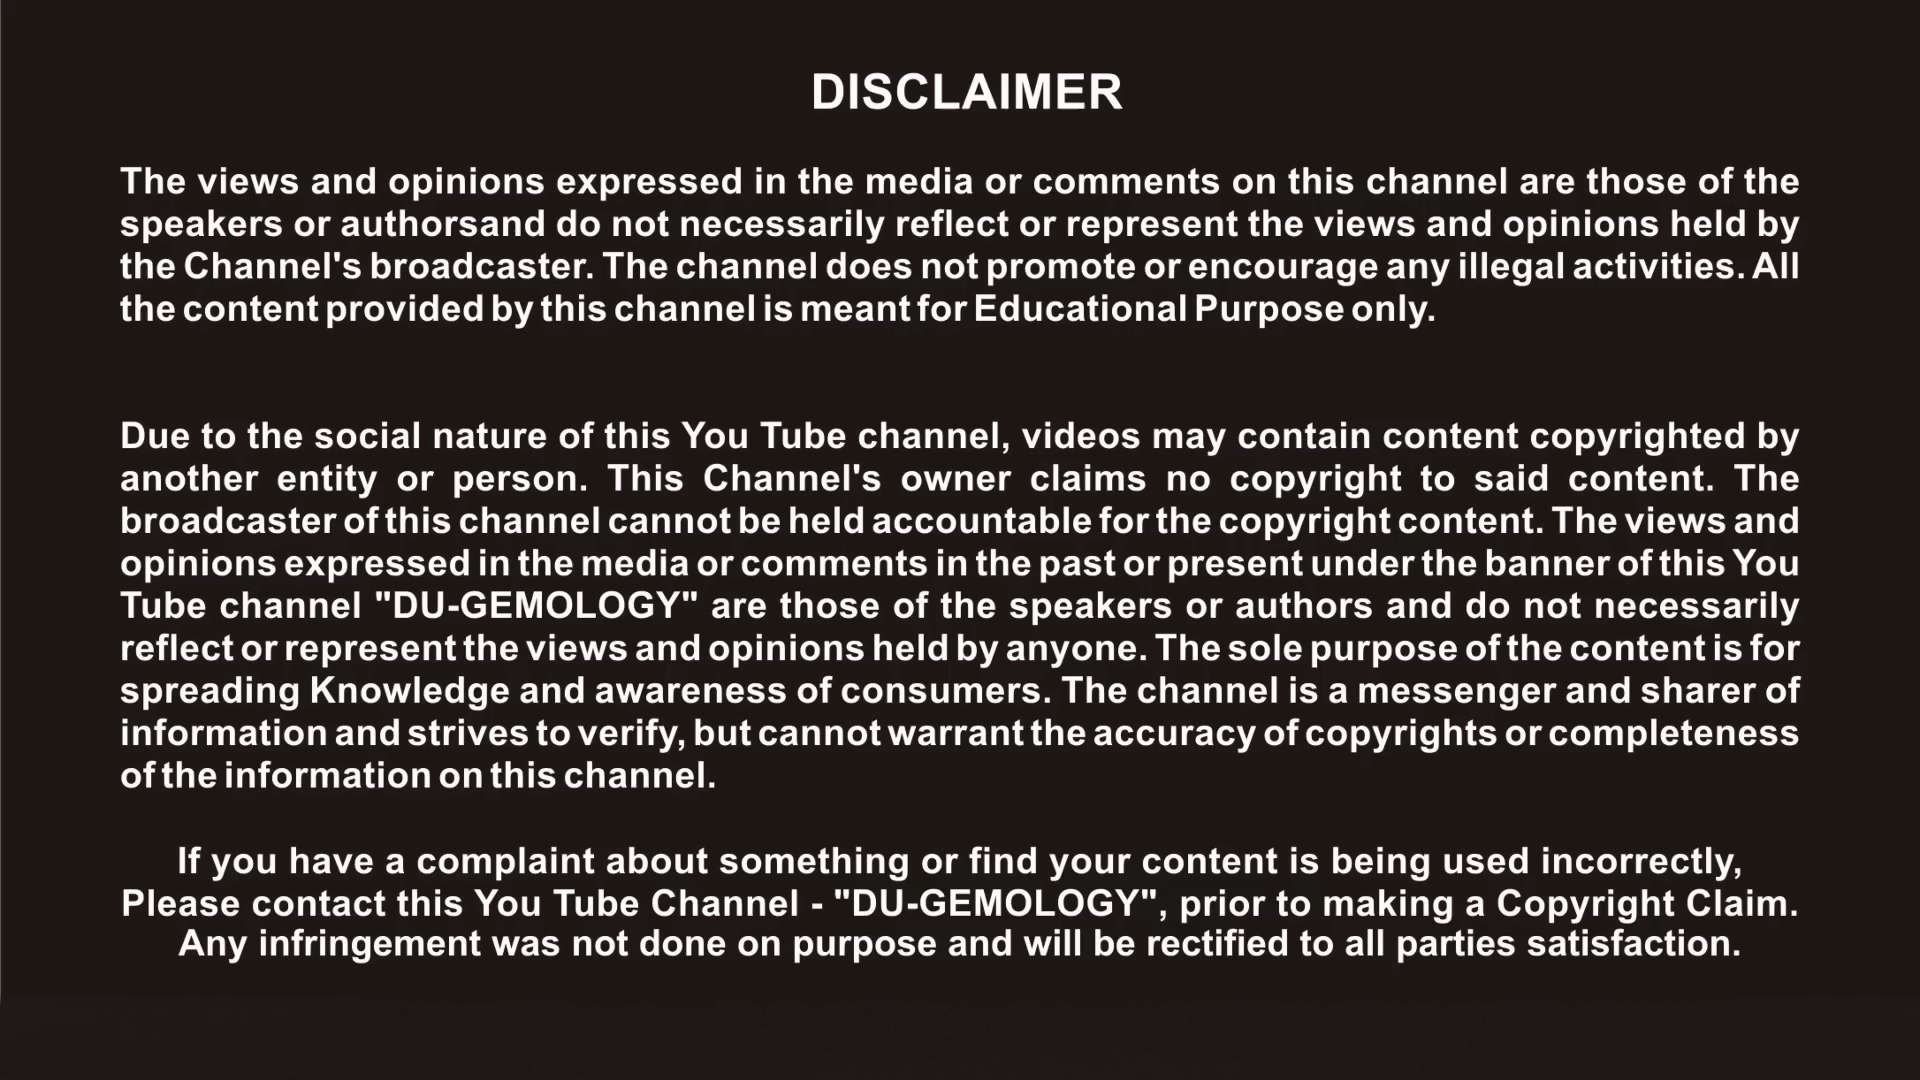 DISCLAIMER
The views and opinions expressed in the media or comments on this channel are those of the
speakers or authorsand do not necessarily reflect or represent the views and opinions held by
the Channel's broadcaster. The channel does not promote or encourage any illegal activities. All
the content provided by this channel is meant for Educational Purpose only.
Due to the social nature of this You Tube channel, videos may contain content copyrighted by
another entity or person. This Channel's owner claims no copyright to said content. The
broadcaster of this channel cannot be held accountable for the copyright content. The views and
opinions expressed in the media or comments in the past or present under the banner of this You
Tube channel "DU-GEMOLOGY" are those of the speakers or authors and do not necessarily
reflect or represent the views and opinions held by anyone. The sole purpose of the content is for
spreading Knowledge and awareness of consumers. The channel is a messenger and sharer of
information and strives to verify, but cannot warrant the accuracy of copyrights or completeness
of the information on this channel.
If you have a complaint about something or find your content is being used incorrectly,
Please contact this You Tube Channel - "DU-GEMOLOGY", prior to making a Copyright Claim.
Any infringement was not done on purpose and will be rectified to all parties satisfaction.